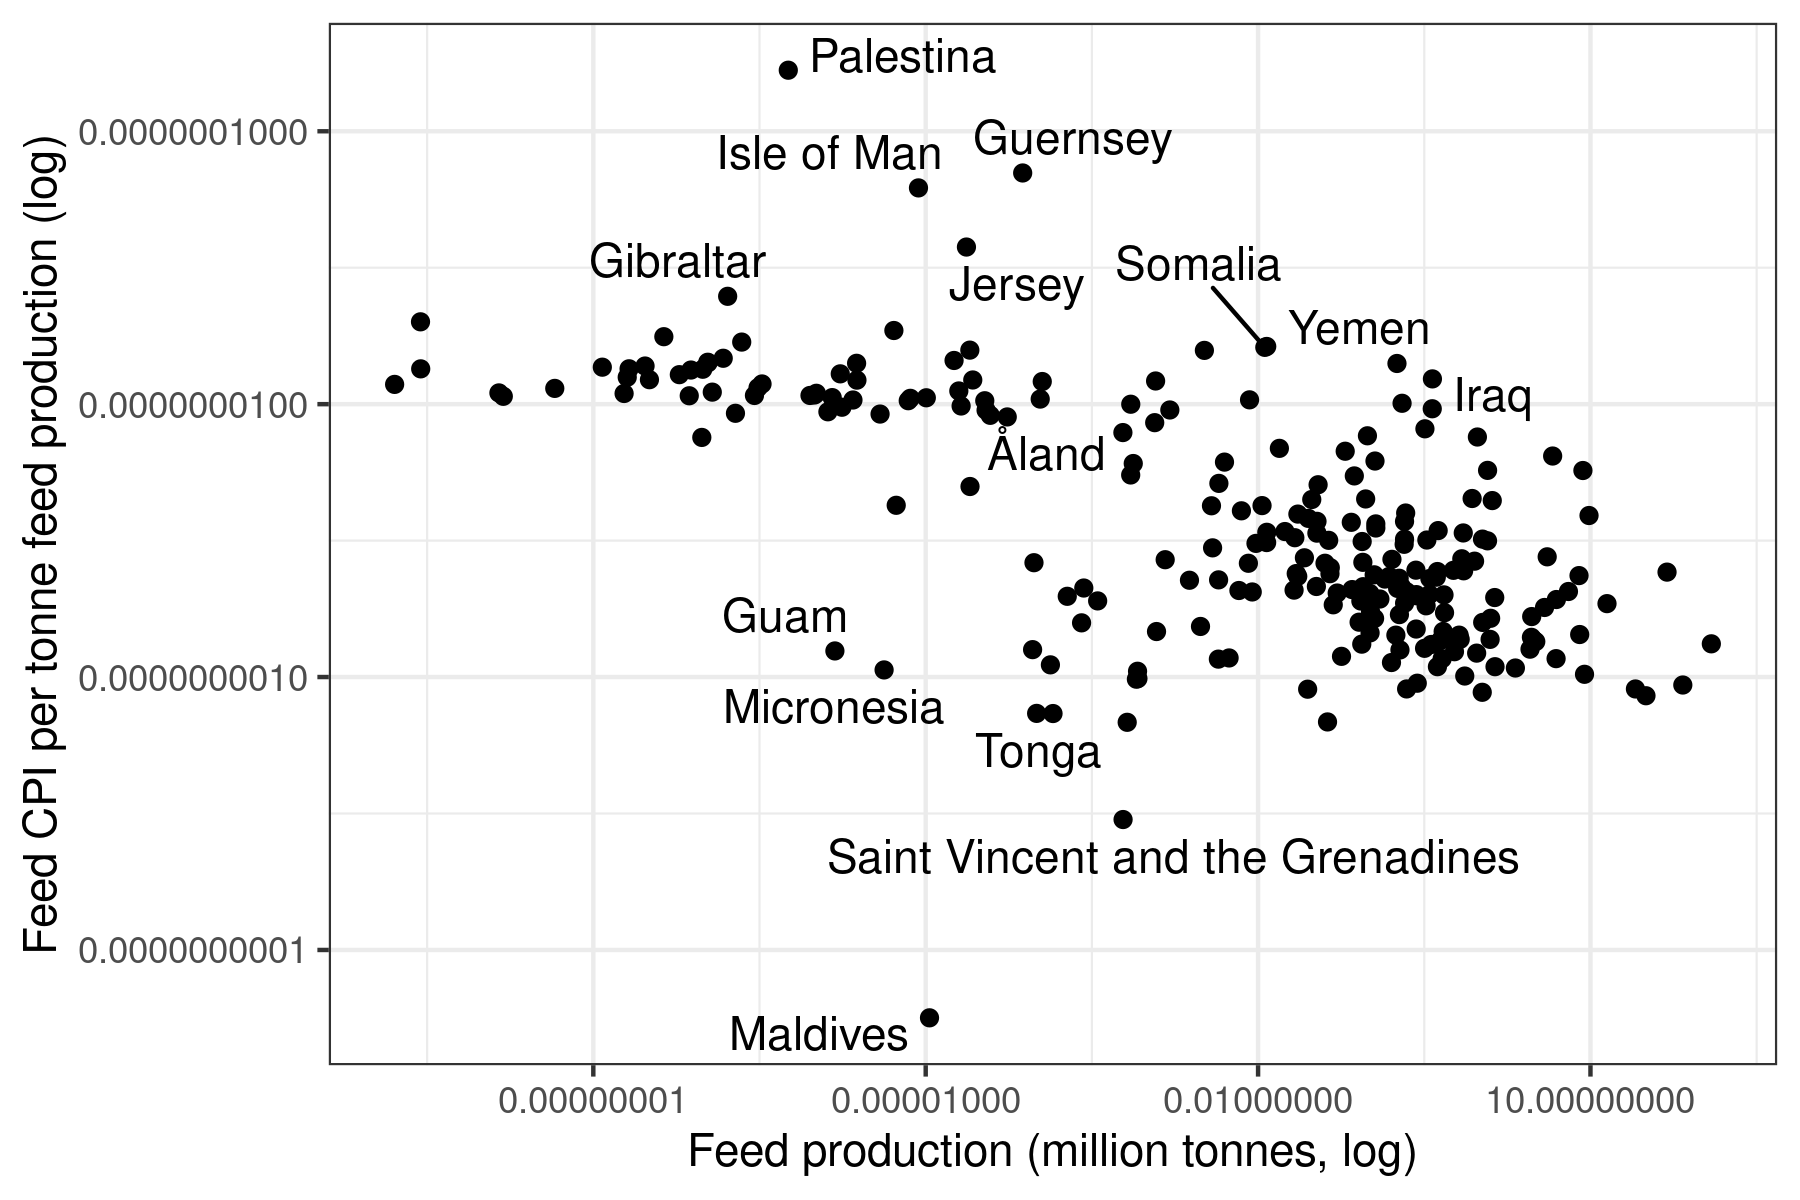 Palestina
0.0000001000
Guernsey
Isle of Man
Gibraltar
Somalia
Jersey
Yemen
Iraq
0.0000000100
Åland
Guam
0.0000000010
Micronesia
Tonga
Saint Vincent and the Grenadines
0.0000000001
Maldives
0.00000001
0.00001000
0.01000000
10.00000000
Feed production (million tonnes, log)
Feed CPI per tonne feed production (log)